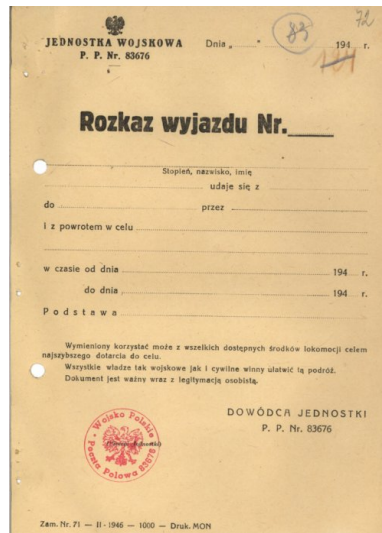 JEDNOSTKA WOJSKOWA
P. P. Nr. 83676
Dnia „ " 194 r.
83
72
Rozkaz wyjazdu Nr.
Stopień, nazwisko, imię
udaje się z
do przez
i z powrotem w celu
w czasie od dnia 194 r.
do dnia 194 r.
Podstawa
Wymieniony korzystać może z wszelkich dostępnych środków lokomocji celem
najszybszego dotarcia do celu.
Wszystkie władze tak wojskowe jak i cywilne winny ułatwić ią podróż.
Dokument jest ważny wraz z legitymacją osobistą.
DOWÓDCA JEDNOSTKI
P. P. Nr. 83676
Wojsko Polskie
Poczta Polowa 83676
Zam. Nr. 71 — II - 1946 — 1000 — Druk. MON